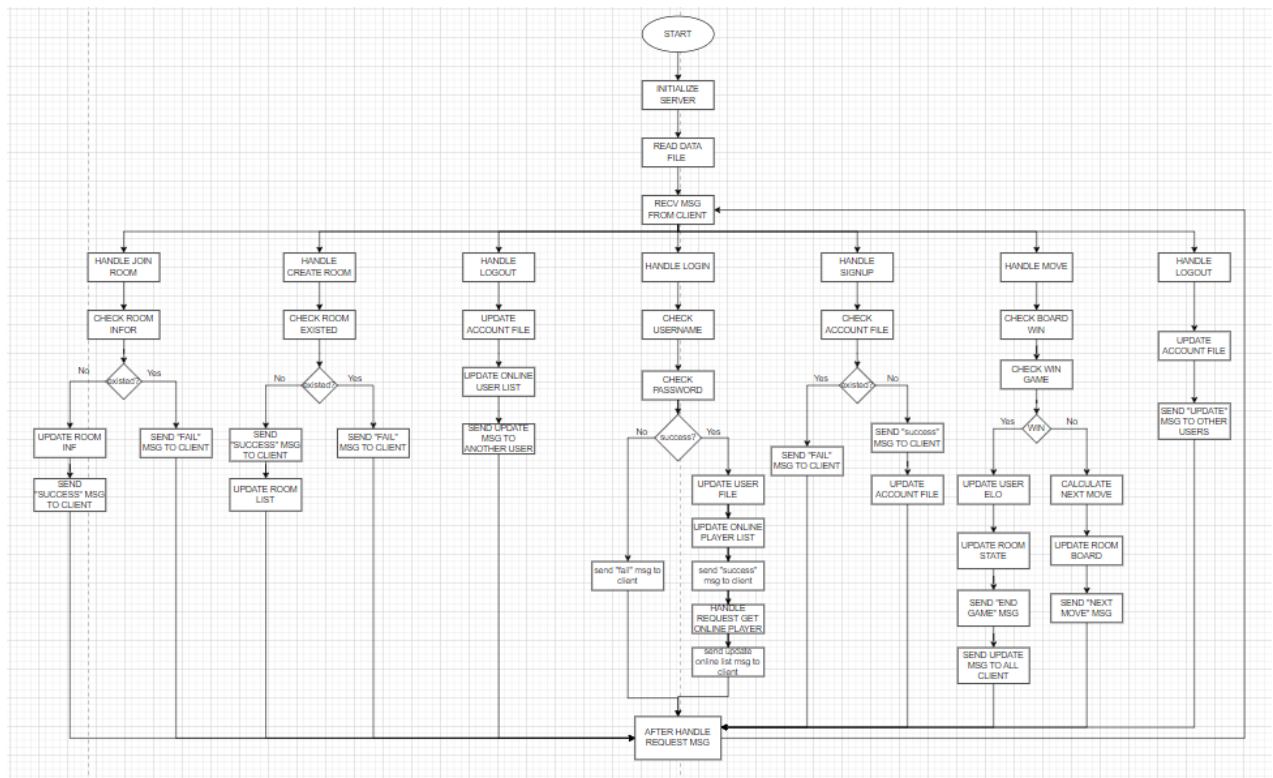 START
INITIALIZE
SERVER
READ DATA
FILE
RECV MSG
FROM CLIENT
HANDLE JOIN
ROOM
HANDLE
CREATE ROOM
HANDLE
LOGOUT
HANDLE LOGIN
HANDLE
SIGNUP
HANDLE MOVE
HANDLE
LOGOUT
CHECK ROOM
INFOR
CHECK ROOM
EXISTED
UPDATE
ACCOUNT FILE
CHECK
USERNAME
CHECK
ACCOUNT FILE
CHECK BOARD
WIN
UPDATE
ACCOUNT FILE
No
existed?
Yes
No
existed?
Yes
UPDATE ONLINE
USER LIST
CHECK
PASSWORD
Yes
existed?
No
CHECK WIN
GAME
UPDATE ROOM
INF
SEND "FAIL"
MSG TO CLIENT
SEND
"SUCCESS" MSG
TO CLIENT
SEND "FAIL"
MSG TO CLIENT
SEND UPDATE
MSG TO
ANOTHER USER
No
success?
Yes
SEND "FAIL"
MSG TO CLIENT
SEND "success"
MSG TO CLIENT
Yes
WIN
No
SEND "UPDATE"
MSG TO OTHER
USERS
SEND
"SUCCESS" MSG
TO CLIENT
UPDATE ROOM
LIST
UPDATE USER
FILE
UPDATE
ACCOUNT FILE
UPDATE USER
ELO
CALCULATE
NEXT MOVE
UPDATE ONLINE
PLAYER LIST
UPDATE ROOM
STATE
UPDATE ROOM
BOARD
send "fail" msg to
client
send "success"
msg to client
SEND "END
GAME" MSG
SEND "NEXT
MOVE" MSG
HANDLE
REQUEST GET
ONLINE PLAYER
send update
online list msg to
client
SEND UPDATE
MSG TO ALL
CLIENT
AFTER HANDLE
REQUEST MSG